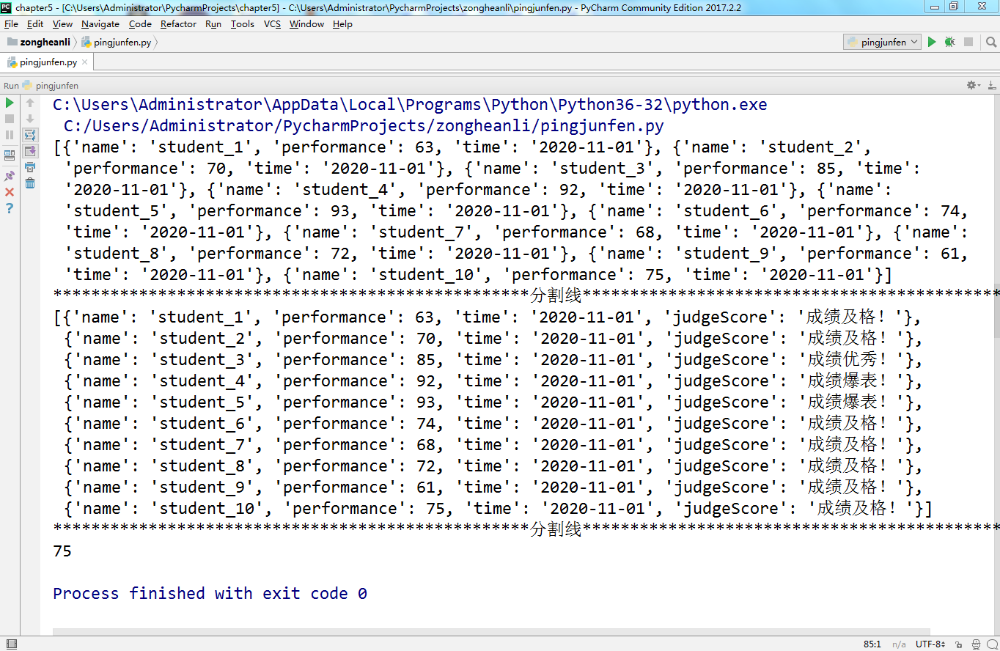 PC chapter5 - [C:\Users\Administrator\PycharmProjects\chapter5] - C:\Users\Administrator\PycharmProjects\zongheanli\pingjunfen.py - PyCharm Community Edition 2017.2.2
File Edit View Navigate Code Refactor Run Tools VCS Window Help
zongheanli pingjunfen.py pingjunfen
pingjunfen.py
Run pingjunfen
C:\Users\Administrator\AppData\Local\Programs\Python\Python36-32\python.exe
C:/Users/Administrator/PycharmProjects/zongheanli/pingjunfen.py
[{'name': 'student_1', 'performance': 63, 'time': '2020-11-01'}, {'name': 'student_2',
'performance': 70, 'time': '2020-11-01'}, {'name': 'student_3', 'performance': 85, 'time':
'2020-11-01'}, {'name': 'student_4', 'performance': 92, 'time': '2020-11-01'}, {'name':
'student_5', 'performance': 93, 'time': '2020-11-01'}, {'name': 'student_6', 'performance': 74,
'time': '2020-11-01'}, {'name': 'student_7', 'performance': 68, 'time': '2020-11-01'}, {'name':
'student_8', 'performance': 72, 'time': '2020-11-01'}, {'name': 'student_9', 'performance': 61,
'time': '2020-11-01'}, {'name': 'student_10', 'performance': 75, 'time': '2020-11-01'}]
**************************************************分割线********************************************
[{'name': 'student_1', 'performance': 63, 'time': '2020-11-01', 'judgeScore': '成绩及格！'},
{'name': 'student_2', 'performance': 70, 'time': '2020-11-01', 'judgeScore': '成绩及格！'},
{'name': 'student_3', 'performance': 85, 'time': '2020-11-01', 'judgeScore': '成绩优秀！'},
{'name': 'student_4', 'performance': 92, 'time': '2020-11-01', 'judgeScore': '成绩爆表！'},
{'name': 'student_5', 'performance': 93, 'time': '2020-11-01', 'judgeScore': '成绩爆表！'},
{'name': 'student_6', 'performance': 74, 'time': '2020-11-01', 'judgeScore': '成绩及格！'},
{'name': 'student_7', 'performance': 68, 'time': '2020-11-01', 'judgeScore': '成绩及格！'},
{'name': 'student_8', 'performance': 72, 'time': '2020-11-01', 'judgeScore': '成绩及格！'},
{'name': 'student_9', 'performance': 61, 'time': '2020-11-01', 'judgeScore': '成绩及格！'},
{'name': 'student_10', 'performance': 75, 'time': '2020-11-01', 'judgeScore': '成绩及格！'}]
**************************************************分割线********************************************
75
Process finished with exit code 0
85:1 n/a UTF-8